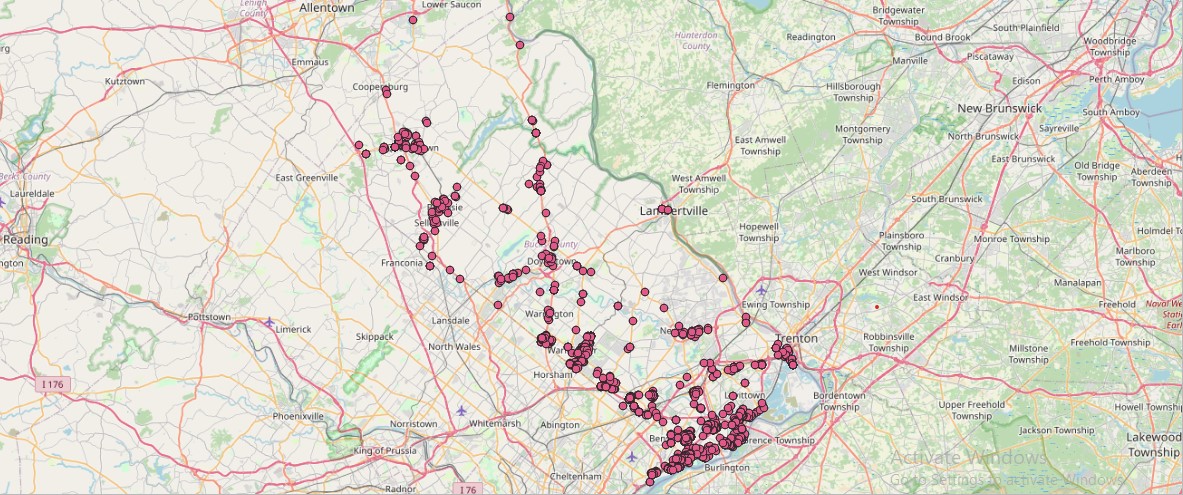 Lehigh
County
Allentown
Lower Saucon
Bridgewater
Township
South Plainfield
Hunterdon
County
Readington
Bound Brook
Woodbridge
Township
Emmaus
Manville
Piscataway
Kutztown
Coopersburg
Flemington
Hillsborough
Township
Edison
Perth Amboy
New Brunswick
South Amboy
Montgomery
Township
North Brunswick
Sayreville
East Amwell
Township
East Brunswick
Old Bridge
Township
Aberdeen
Township
Berks County
East Greenville
West Amwell
Township
Laureldale
South Brunswick
Sellersville
Lambertville
Hopewell
Township
Reading
Plainsboro
Township
Monroe Township
Holmdel To
Bucks County
Marlboro
Township
Franconia
Doylestown
Cranbury
West Windsor
Manalapan
East Windsor
Ewing Township
Freehold
Naval We
Pottstown
Limerick
Lansdale
Warrington
Skippack
North Wales
Trenton
Robbinsville
Township
Freehold Township
Millstone
Township
Horsham
I 176
Levittown
Bordentown
Township
Upper Freehold
Township
Howell Township
Phoenixville
Norristown
Whitemarsh
Abington
Jackson Township
King of Prussia
Lakewood
Township
Burlington
Activate Windows
Go to Settings to activate Windows.
Cheltenham
Radnor
I 76